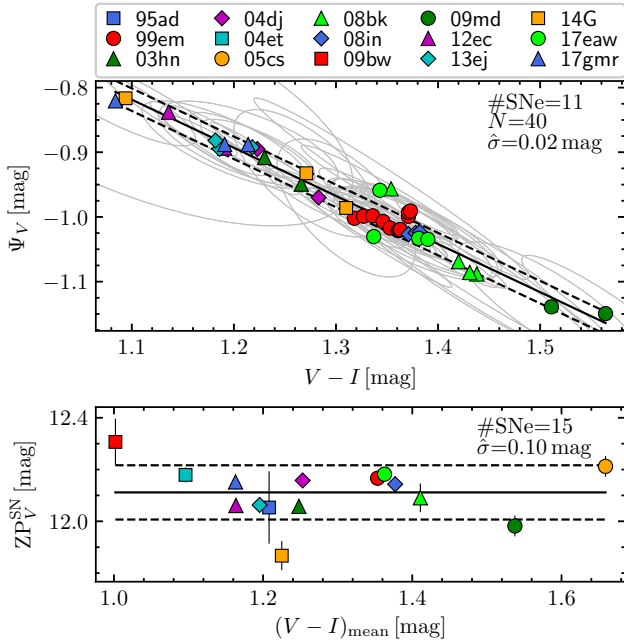 95ad 04dj 08bk 09md 14G
99em 04et 08in 12ec 17eaw
03hn 05cs 09bw 13ej 17gmr
−0.8
−0.9
−1.0
−1.1
Ψ_V [mag]
#SNe=11
N=40
σ̂=0.02 mag
1.1 1.2 1.3 1.4 1.5
V − I [mag]
12.4
12.0
ZP_V^SN [mag]
#SNe=15
σ̂=0.10 mag
1.0 1.2 1.4 1.6
(V − I)_mean [mag]